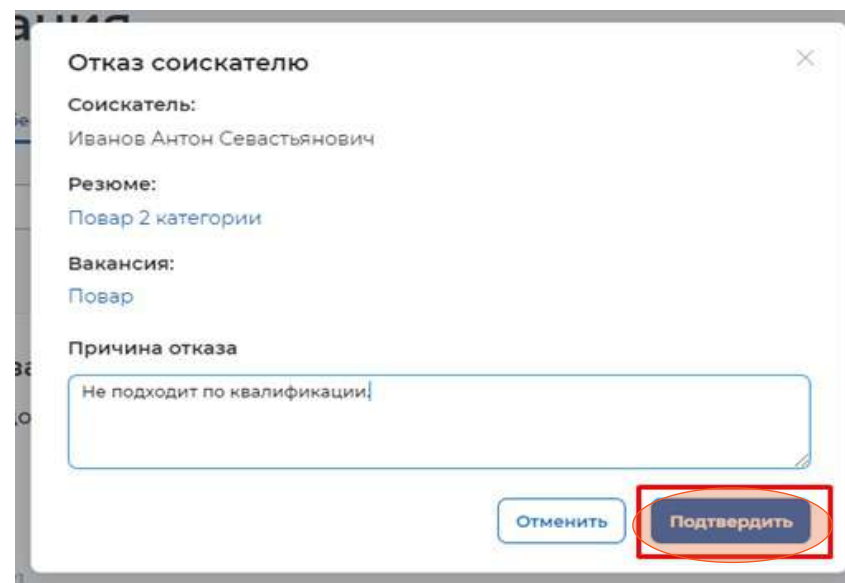 Отказ соискателю
Соискатель:
Иванов Антон Севастьянович
Резюме:
Повар 2 категории
Вакансия:
Повар
Причина отказа
Не подходит по квалификации.
Отменить
Подтвердить